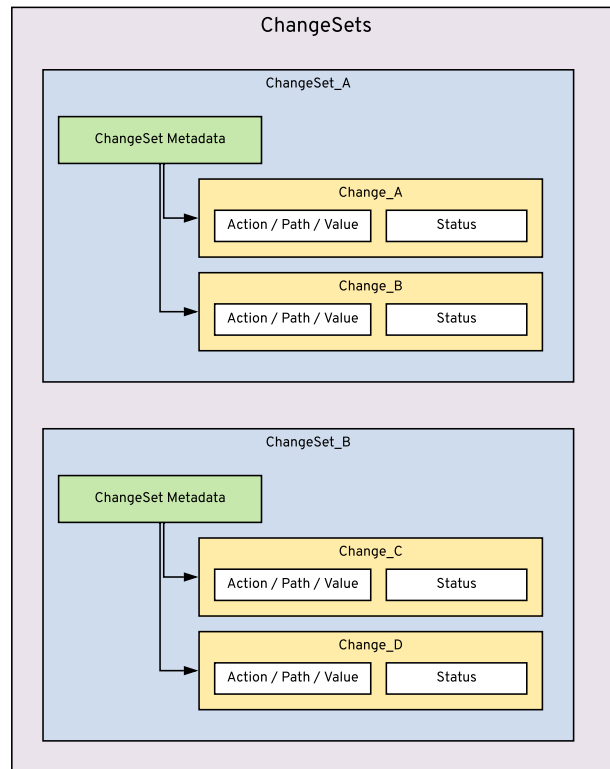 ChangeSets
ChangeSet_A
ChangeSet Metadata
Change_A
Action / Path / Value Status
Change_B
Action / Path / Value Status
ChangeSet_B
ChangeSet Metadata
Change_C
Action / Path / Value Status
Change_D
Action / Path / Value Status